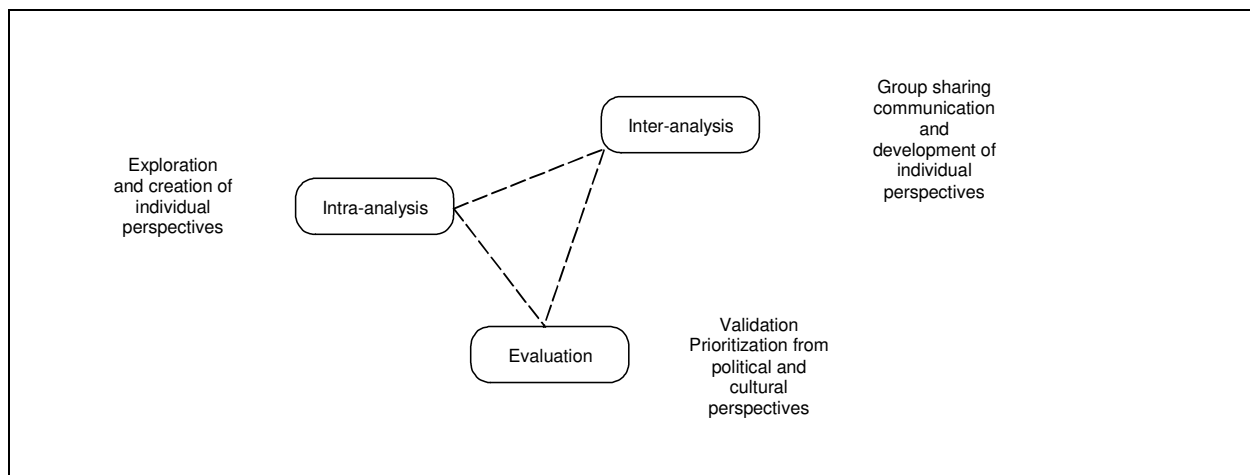 Group sharing
communication
and
development of
individual
perspectives
Inter-analysis
Exploration
and creation of
individual
perspectives
Intra-analysis
Validation
Prioritization from
political and
cultural
perspectives
Evaluation